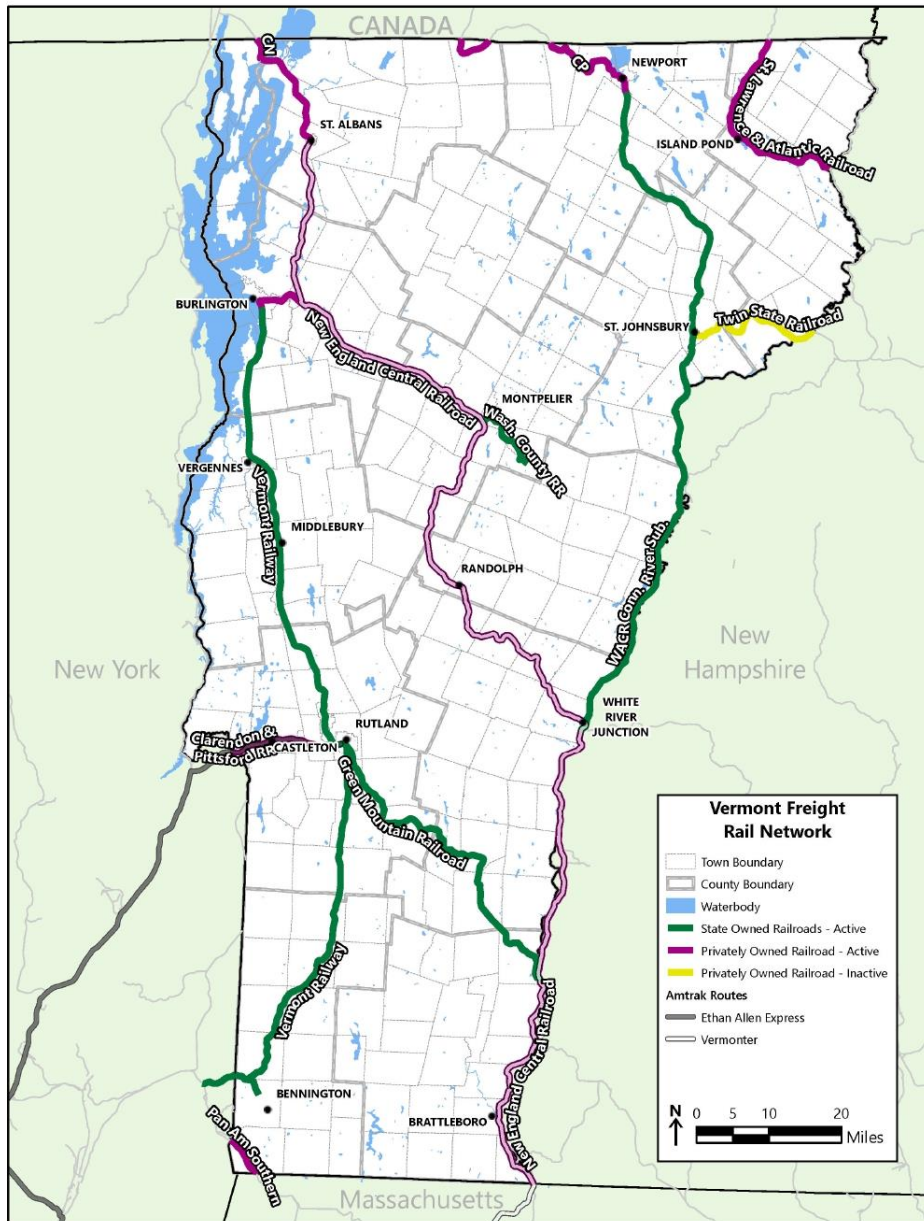 CANADA
CN
CP
NEWPORT
St. Lawrence & Atlantic Railroad
ST. ALBANS
ISLAND POND
BURLINGTON
New England Central Railroad
ST. JOHNSBURY
Twin State Railroad
MONTPELIER
Wash. County RR
VERGENNES
Vermont Railway
MIDDLEBURY
RANDOLPH
WACR Conn. River Sub.
New York
New
Hampshire
WHITE
RIVER
JUNCTION
Clarendon &
Pittsford RR
CASTLETON
RUTLAND
Green Mountain Railroad
Vermont Railway
New England Central Railroad
BENNINGTON
BRATTLEBORO
Pan Am Southern
Massachusetts
Vermont Freight
Rail Network
Town Boundary
County Boundary
Waterbody
State Owned Railroads - Active
Privately Owned Railroad - Active
Privately Owned Railroad - Inactive
Amtrak Routes
Ethan Allen Express
Vermonter
N
0 5 10 20
Miles